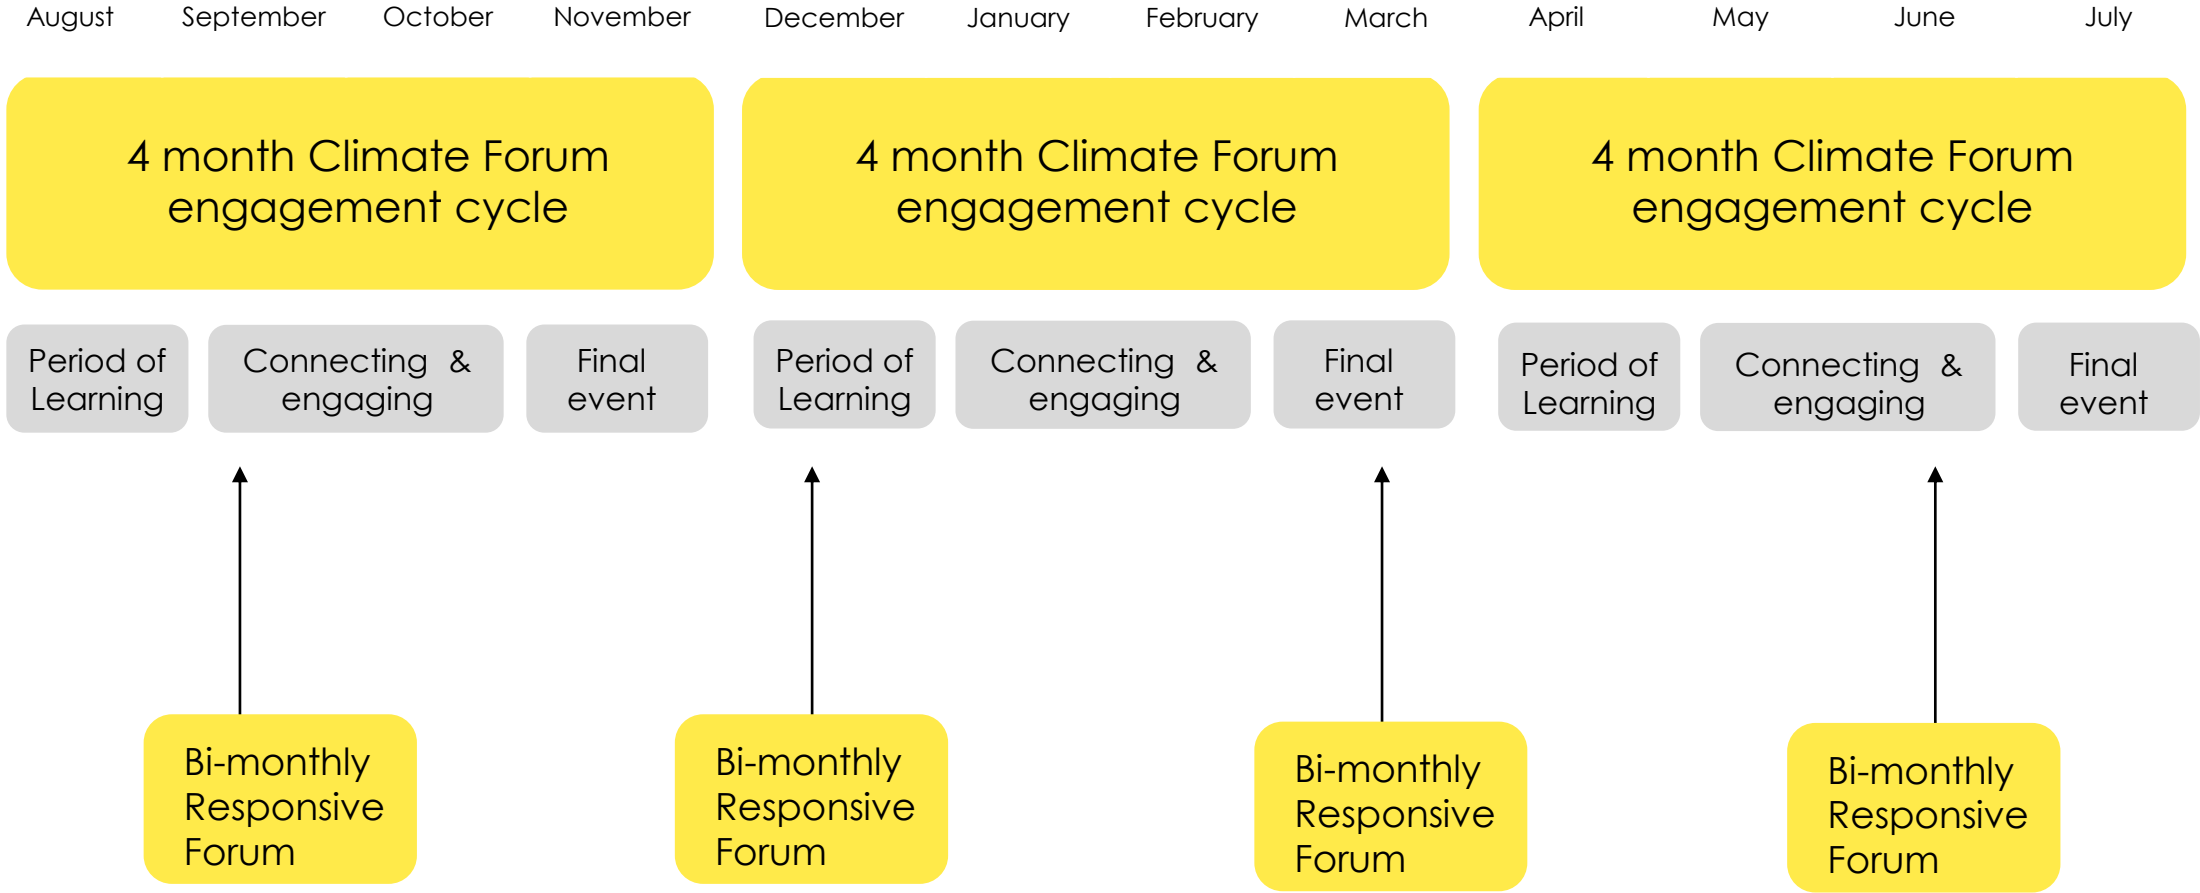 August September October November December January February March April May June July
4 month Climate Forum
engagement cycle
4 month Climate Forum
engagement cycle
4 month Climate Forum
engagement cycle
Period of
Learning
Connecting & 
engaging
Final
event
Period of
Learning
Connecting & 
engaging
Final
event
Period of
Learning
Connecting & 
engaging
Final
event
Bi-monthly
Responsive
Forum
Bi-monthly
Responsive
Forum
Bi-monthly
Responsive
Forum
Bi-monthly
Responsive
Forum